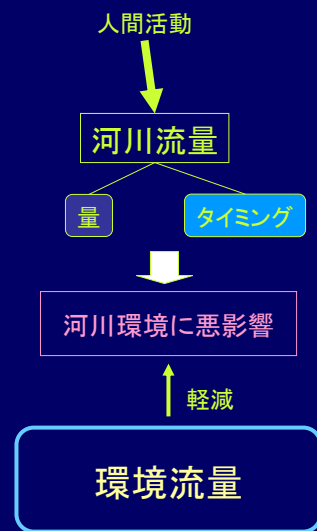 人間活動
河川流量
量
タイミング
河川環境に悪影響
軽減
環境流量